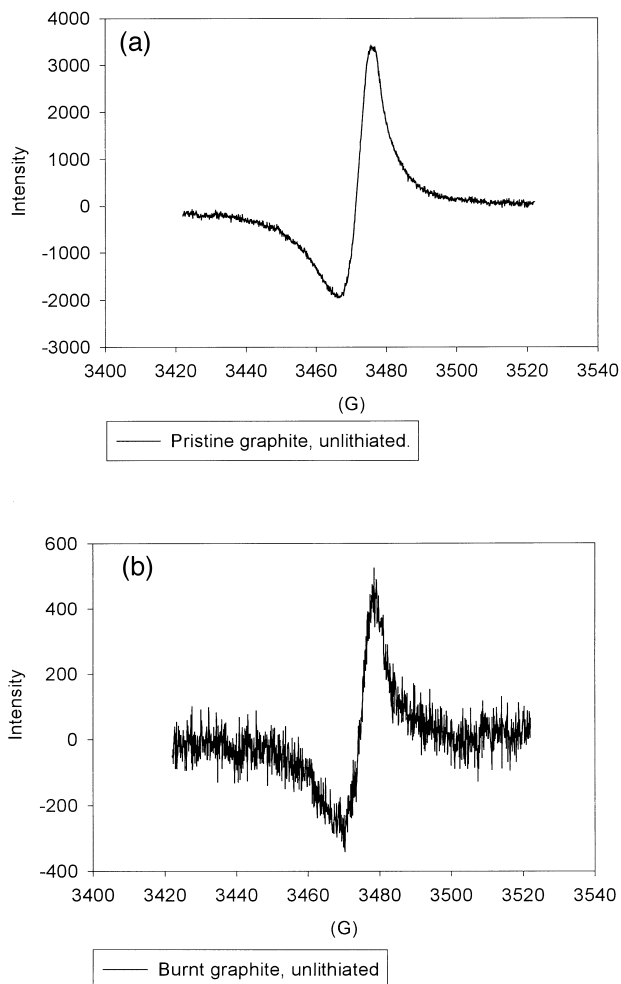 (a)
4000
3000
2000
1000
0
-1000
-2000
-3000
Intensity
3400 3420 3440 3460 3480 3500 3520 3540
(G)
Pristine graphite, unlithiated.
(b)
600
400
200
0
-200
-400
Intensity
3400 3420 3440 3460 3480 3500 3520 3540
(G)
Burnt graphite, unlithiated